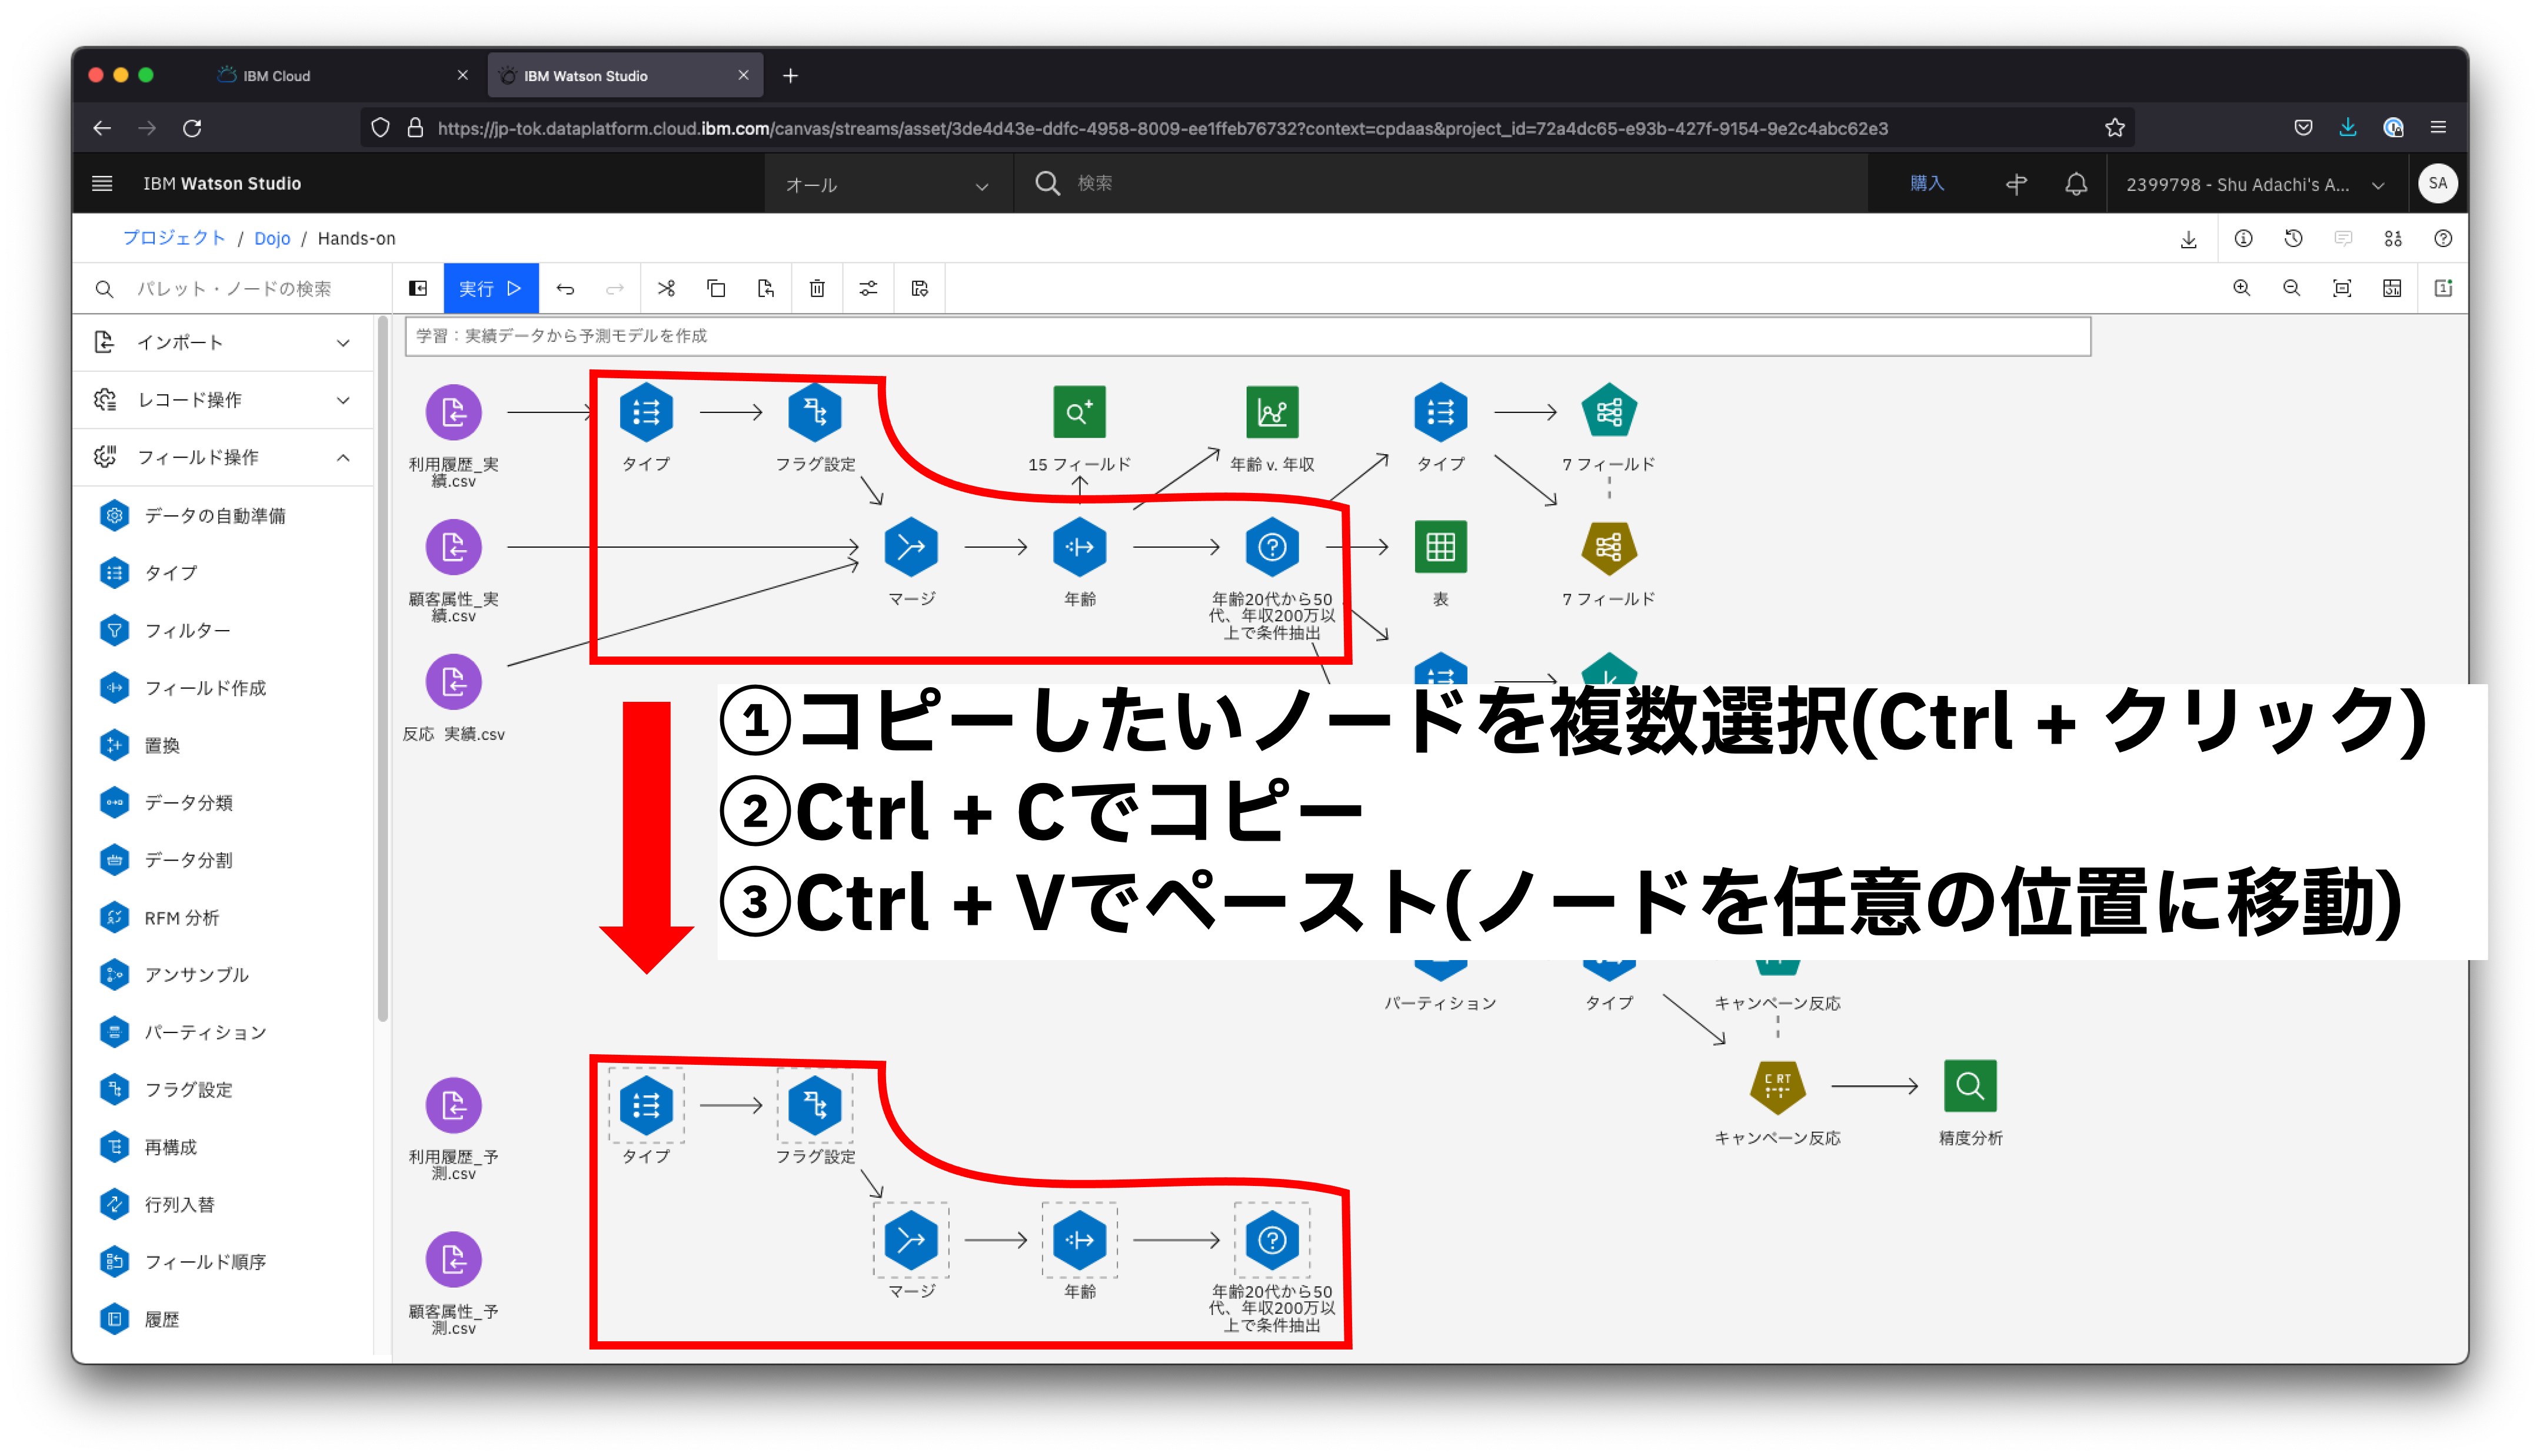 IBM Cloud
IBM Watson Studio
https://jp-tok.dataplatform.cloud.ibm.com/canvas/streams/asset/3de4d43e-ddfc-4958-8009-ee1ffeb76732?context=cpdaas&project_id=72a4dc65-e93b-427f-9154-9e2c4abc62e3
IBM Watson Studio
オール
検索
購入
2399798 - Shu Adachi's A...
SA
プロジェクト / Dojo / Hands-on
パレット・ノードの検索
実行
学習：実績データから予測モデルを作成
インポート
レコード操作
フィールド操作
データの自動準備
タイプ
フィルター
フィールド作成
置換
データ分類
データ分割
RFM 分析
アンサンブル
パーティション
フラグ設定
再構成
行列入替
フィールド順序
履歴
利用履歴_実
績.csv
タイプ
フラグ設定
15 フィールド
年齢 v. 年収
タイプ
7 フィールド
顧客属性_実
績.csv
マージ
年齢
年齢20代から50
代、年収200万以
上で条件抽出
表
7 フィールド
反応 実績.csv
①コピーしたいノードを複数選択(Ctrl + クリック)
②Ctrl + Cでコピー
③Ctrl + Vでペースト(ノードを任意の位置に移動)
パーティション
タイプ
キャンペーン反応
C RT
キャンペーン反応
精度分析
利用履歴_予
測.csv
タイプ
フラグ設定
顧客属性_予
測.csv
マージ
年齢
年齢20代から50
代、年収200万以
上で条件抽出